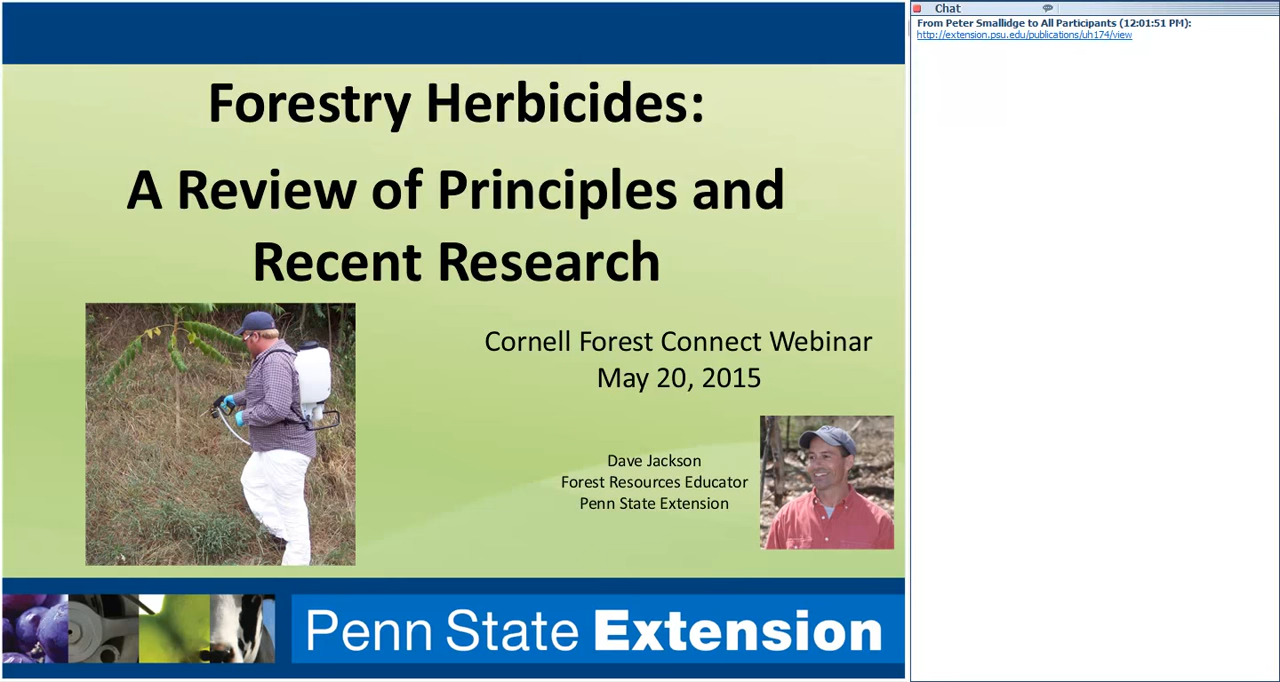 Forestry Herbicides:
A Review of Principles and
Recent Research
Cornell Forest Connect Webinar
May 20, 2015
Dave Jackson
Forest Resources Educator
Penn State Extension
Penn State Extension
Chat
From Peter Smallidge to All Participants (12:01:51 PM):
http://extension.psu.edu/publications/uh174/view